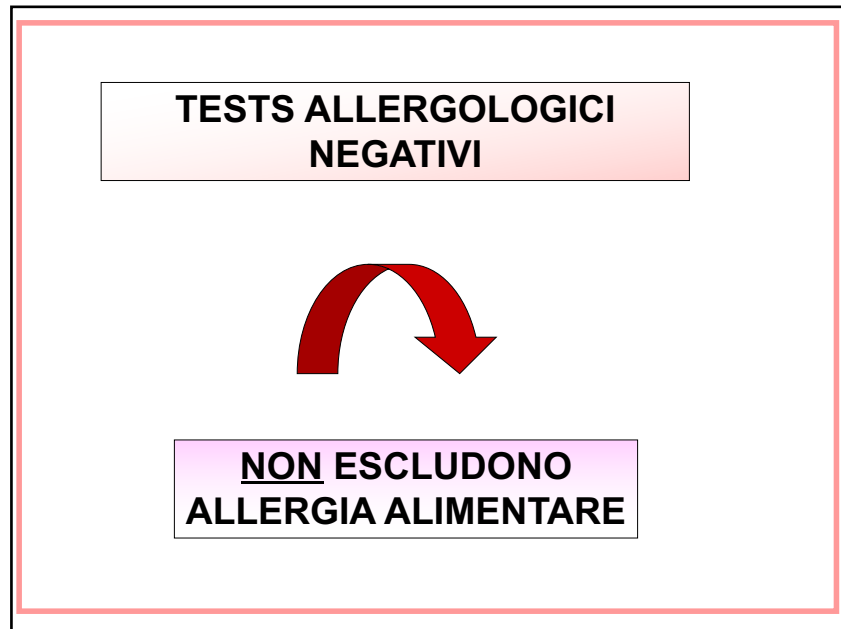 TESTS ALLERGOLOGICI
NEGATIVI
NON ESCLUDONO
ALLERGIA ALIMENTARE